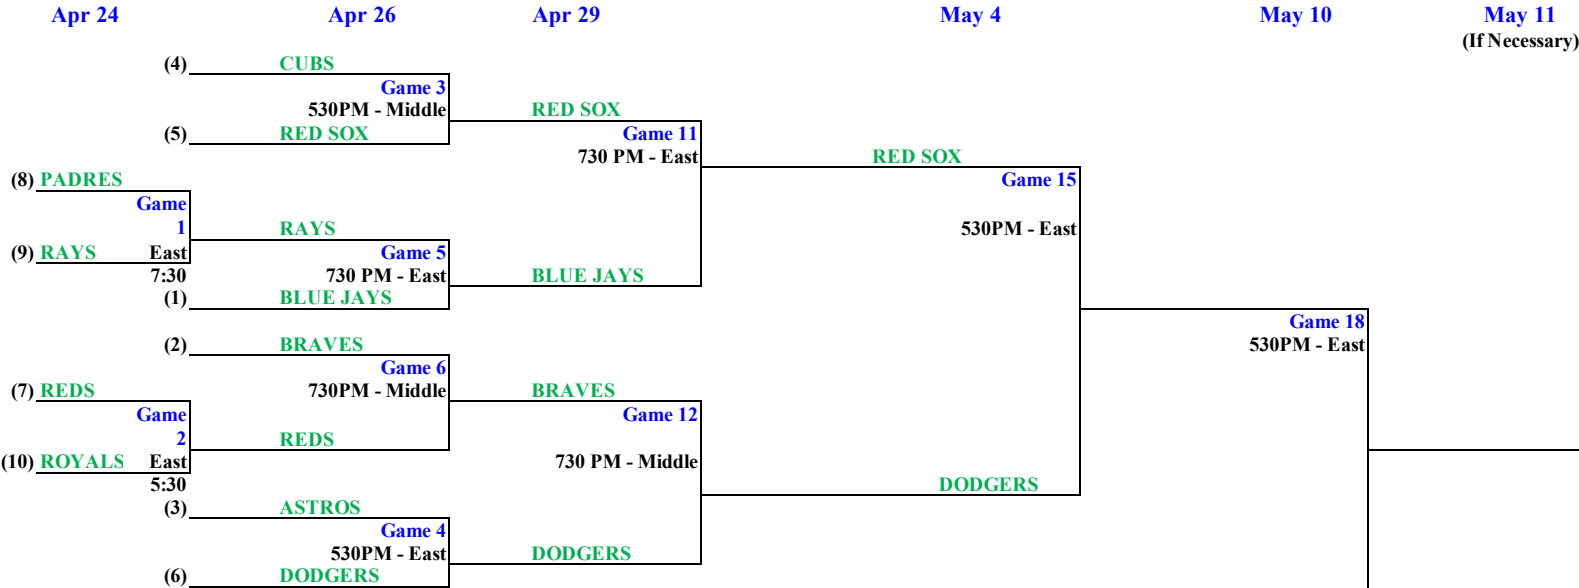 Apr 24 Apr 26 Apr 29 May 4 May 10 May 11
(If Necessary)
(4) CUBS
Game 3
530PM - Middle RED SOX
(5) RED SOX Game 11
730 PM - East RED SOX
(8) PADRES Game 15
Game
1 RAYS 530PM - East
(9) RAYS East Game 5
7:30 730 PM - East BLUE JAYS
(1) BLUE JAYS
Game 18
(2) BRAVES 530PM - East
Game 6
(7) REDS 730PM - Middle BRAVES
Game Game 12
2 REDS
(10) ROYALS East 730 PM - Middle
5:30 DODGERS
(3) ASTROS
Game 4
530PM - East DODGERS
(6) DODGERS